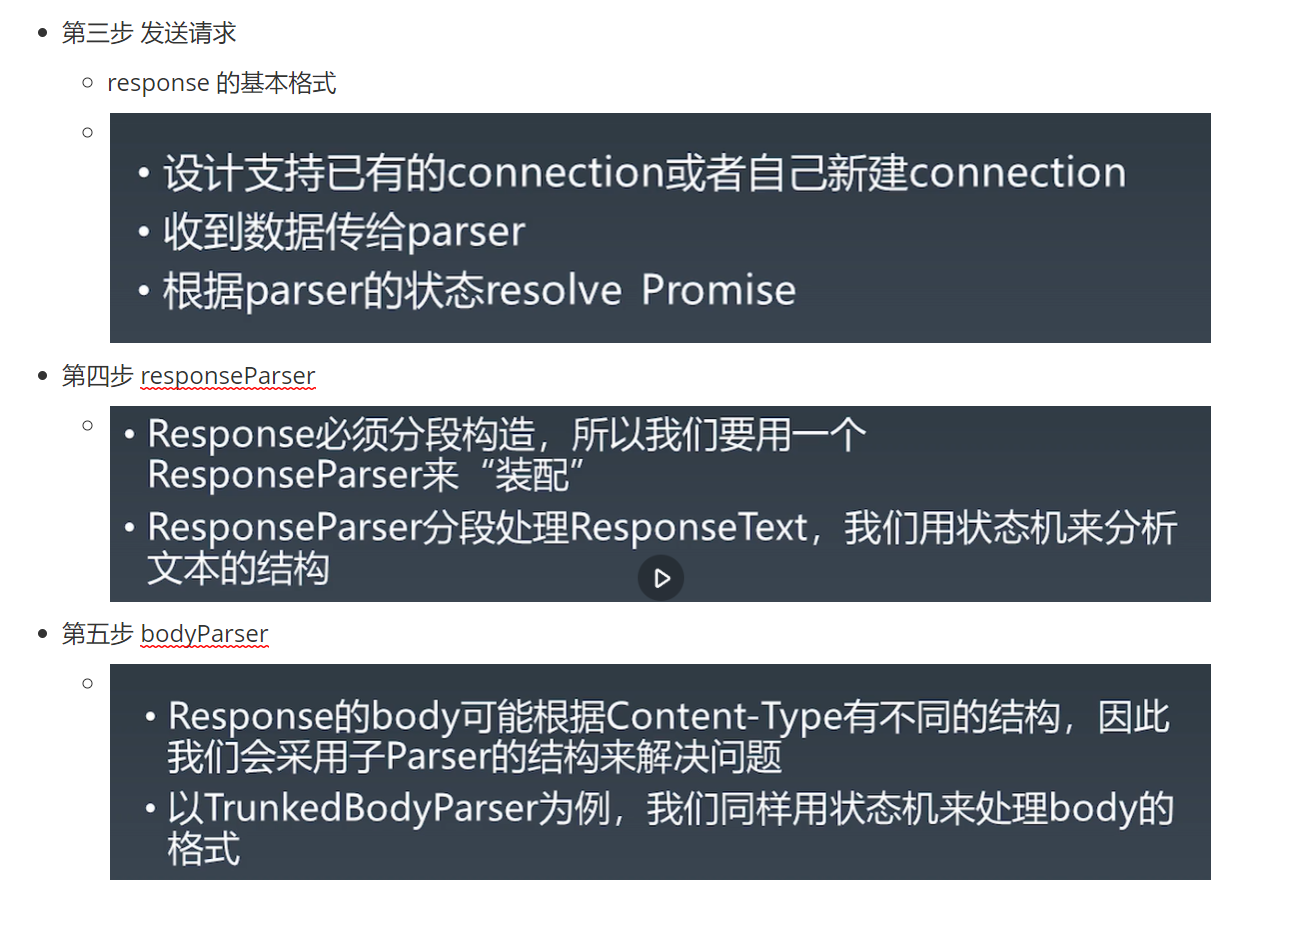 第三步 发送请求
response 的基本格式
设计支持已有的connection或者自己新建connection
收到数据传给parser
根据parser的状态resolve Promise
第四步 responseParser
Response必须分段构造，所以我们要用一个
ResponseParser来“装配”
ResponseParser分段处理ResponseText，我们用状态机来分析
文本的结构
第五步 bodyParser
Response的body可能根据Content-Type有不同的结构，因此
我们会采用子Parser的结构来解决问题
以TrunkedBodyParser为例，我们同样用状态机来处理body的
格式